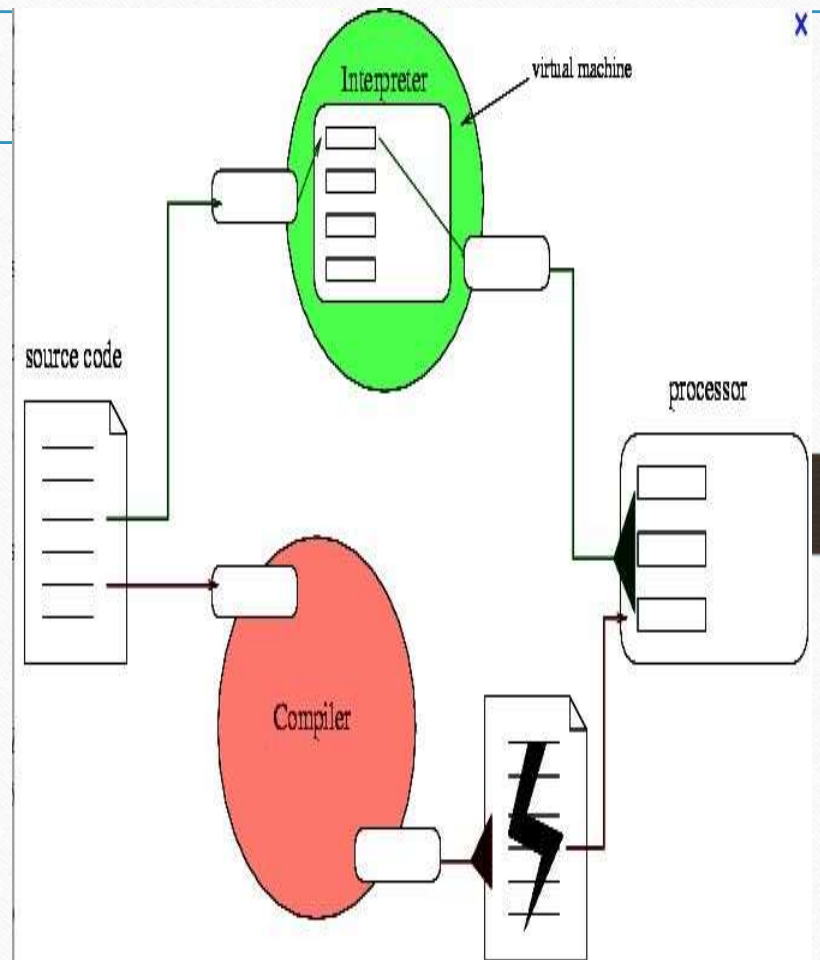 Interpreter
virtual machine
source code
processor
Compiler